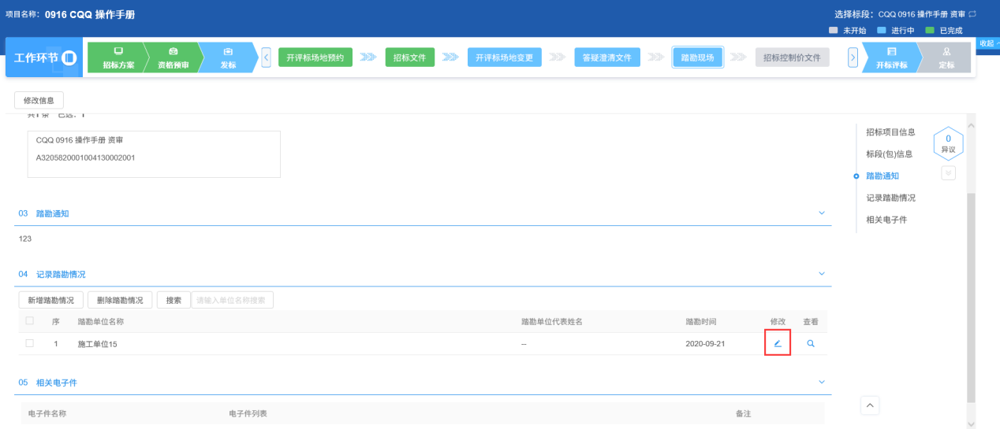 项目名称: 0916 CQQ 操作手册
选择标段: CQQ 0916 操作手册 资审
未开始 进行中 已完成
收起
工作环节
招标方案
资格预审
发标
开评标场地预约
招标文件
开评标场地变更
答疑澄清文件
踏勘现场
招标控制价文件
开标评标
定标
修改信息
共1条 已选: 1
CQQ 0916 操作手册 资审
A3205820001004130002001
招标项目信息
标段(包)信息
踏勘通知
记录踏勘情况
相关电子件
0
异议
03 踏勘通知
123
04 记录踏勘情况
新增踏勘情况 删除踏勘情况 搜索 请输入单位名称搜索
序 踏勘单位名称 踏勘单位代表姓名 踏勘时间 修改 查看
1 施工单位15 -- 2020-09-21
05 相关电子件
电子件名称 电子件列表 备注